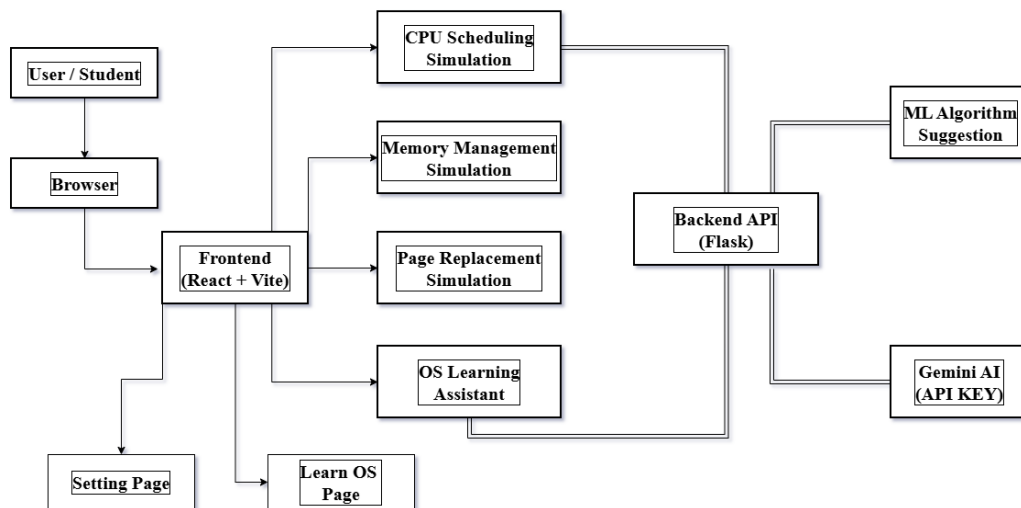 User / Student
Browser
Frontend
(React + Vite)
Setting Page
Learn OS
Page
CPU Scheduling
Simulation
Memory Management
Simulation
Page Replacement
Simulation
OS Learning
Assistant
Backend API
(Flask)
ML Algorithm
Suggestion
Gemini AI
(API KEY)